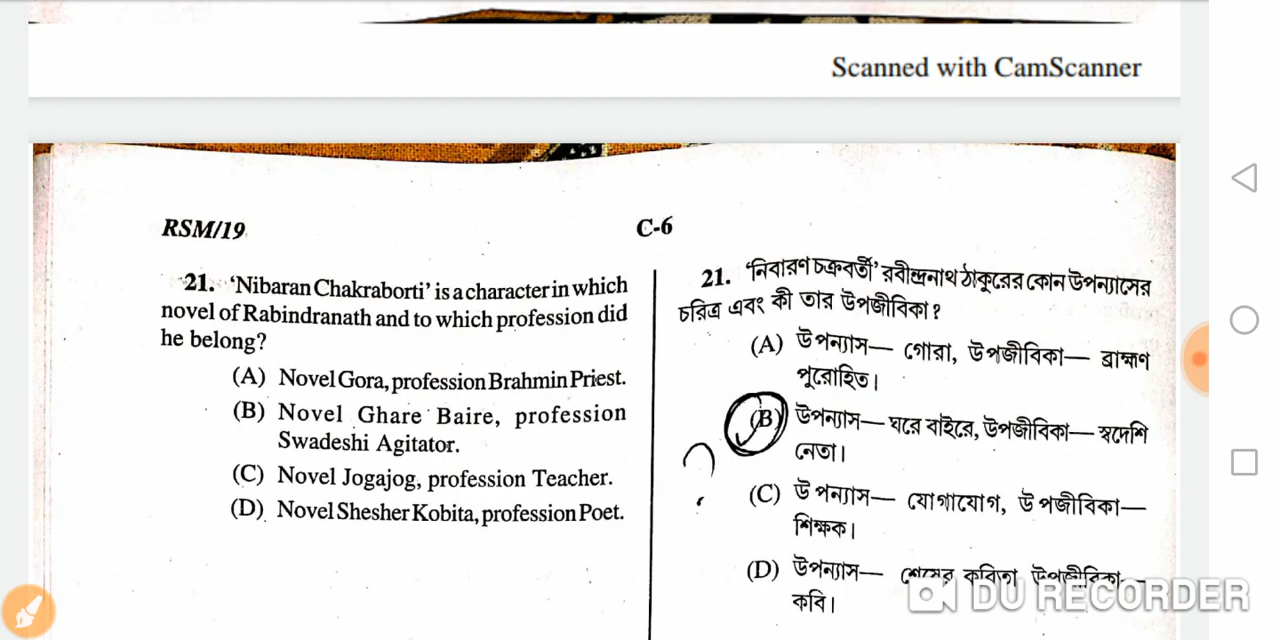 Scanned with CamScanner
RSM/19
C-6
21. ‘Nibaran Chakraborti’ is a character in which
novel of Rabindranath and to which profession did
he belong?
(A) Novel Gora, profession Brahmin Priest.
(B) Novel Ghare Baire, profession
Swadeshi Agitator.
(C) Novel Jogajog, profession Teacher.
(D) Novel Shesher Kobita, profession Poet.
21. ‘নিবারণ চক্রবর্তী’ রবীন্দ্রনাথ ঠাকুরের কোন উপন্যাসের
চরিত্র এবং কী তার উপজীবিকা?
(A) উপন্যাস— গোরা, উপজীবিকা— ব্রাহ্মণ
পুরোহিত।
(B) উপন্যাস— ঘরে বাইরে, উপজীবিকা— স্বদেশি
নেতা।
(C) উপন্যাস— যোগাযোগ, উপজীবিকা—
শিক্ষক।
(D) উপন্যাস— শেষের কবিতা উপজীবিকা—
কবি।
DU RECORDER